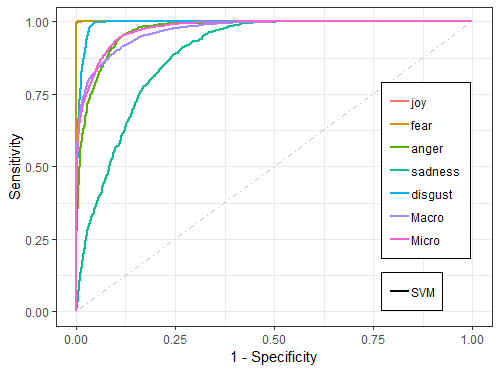 1.00
0.75
0.50
0.25
0.00
Sensitivity
joy
fear
anger
sadness
disgust
Macro
Micro
SVM
0.00 0.25 0.50 0.75 1.00
1 - Specificity